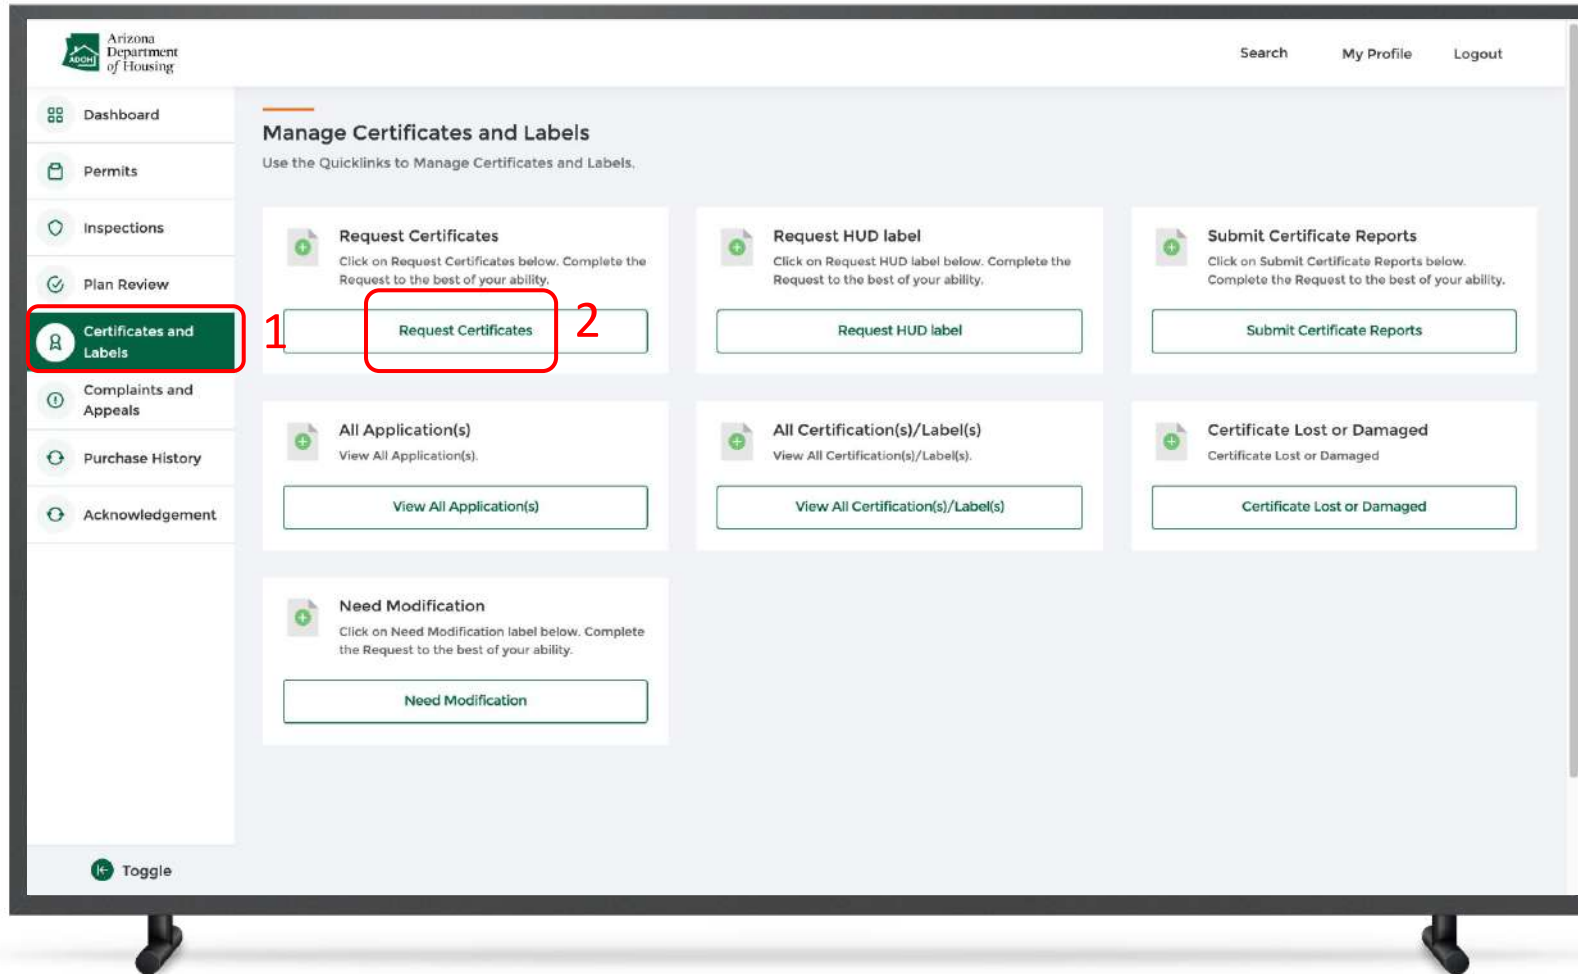 Arizona
Department
of Housing
ADOH
Search
My Profile
Logout
Dashboard
Permits
Inspections
Plan Review
Certificates and
Labels
Complaints and
Appeals
Purchase History
Acknowledgement
Toggle
1
2
Manage Certificates and Labels
Use the Quicklinks to Manage Certificates and Labels.
Request Certificates
Click on Request Certificates below. Complete the
Request to the best of your ability.
Request Certificates
Request HUD label
Click on Request HUD label below. Complete the
Request to the best of your ability.
Request HUD label
Submit Certificate Reports
Click on Submit Certificate Reports below.
Complete the Request to the best of your ability.
Submit Certificate Reports
All Application(s)
View All Application(s).
View All Application(s)
All Certification(s)/Label(s)
View All Certification(s)/Label(s).
View All Certification(s)/Label(s)
Certificate Lost or Damaged
Certificate Lost or Damaged
Certificate Lost or Damaged
Need Modification
Click on Need Modification label below. Complete
the Request to the best of your ability.
Need Modification